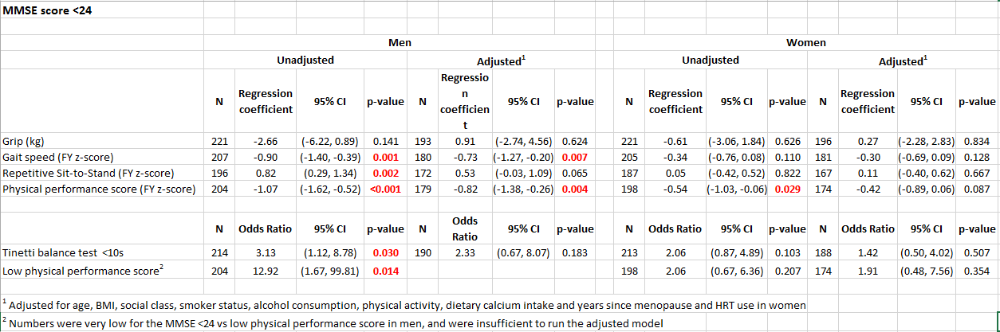 MMSE score <24
Men Women
Unadjusted Adjusted1 Unadjusted Adjusted1
N Regression coefficient 95% CI p-value N Regressio n coefficien t 95% CI p-value N Regression coefficient 95% CI p-value N Regression coefficient 95% CI p-value
Grip (kg) 221 -2.66 (-6.22, 0.89) 0.141 193 0.91 (-2.74, 4.56) 0.624 221 -0.61 (-3.06, 1.84) 0.626 196 0.27 (-2.28, 2.83) 0.834
Gait speed (FY z-score) 207 -0.90 (-1.40, -0.39) 0.001 180 -0.73 (-1.27, -0.20) 0.007 205 -0.34 (-0.76, 0.08) 0.110 181 -0.30 (-0.69, 0.09) 0.128
Repetitive Sit-to-Stand (FY z-score) 196 0.82 (0.29, 1.34) 0.002 172 0.53 (-0.03, 1.09) 0.065 187 0.05 (-0.42, 0.52) 0.822 167 0.11 (-0.40, 0.62) 0.667
Physical performance score (FY z-score) 204 -1.07 (-1.62, -0.52) <0.001 179 -0.82 (-1.38, -0.26) 0.004 198 -0.54 (-1.03, -0.06) 0.029 174 -0.42 (-0.89, 0.06) 0.087
N Odds Ratio 95% CI p-value N Odds Ratio 95% CI p-value N Odds Ratio 95% CI p-value N Odds Ratio 95% CI p-value
Tinetti balance test <10s 214 3.13 (1.12, 8.78) 0.030 190 2.33 (0.67, 8.07) 0.183 213 2.06 (0.87, 4.89) 0.103 188 1.42 (0.50, 4.02) 0.507
Low physical performance score2 204 12.92 (1.67, 99.81) 0.014 198 2.06 (0.67, 6.36) 0.207 174 1.91 (0.48, 7.56) 0.354
1 Adjusted for age, BMI, social class, smoker status, alcohol consumption, physical activity, dietary calcium intake and years since menopause and HRT use in women
2 Numbers were very low for the MMSE <24 vs low physical performance score in men, and were insufficient to run the adjusted model